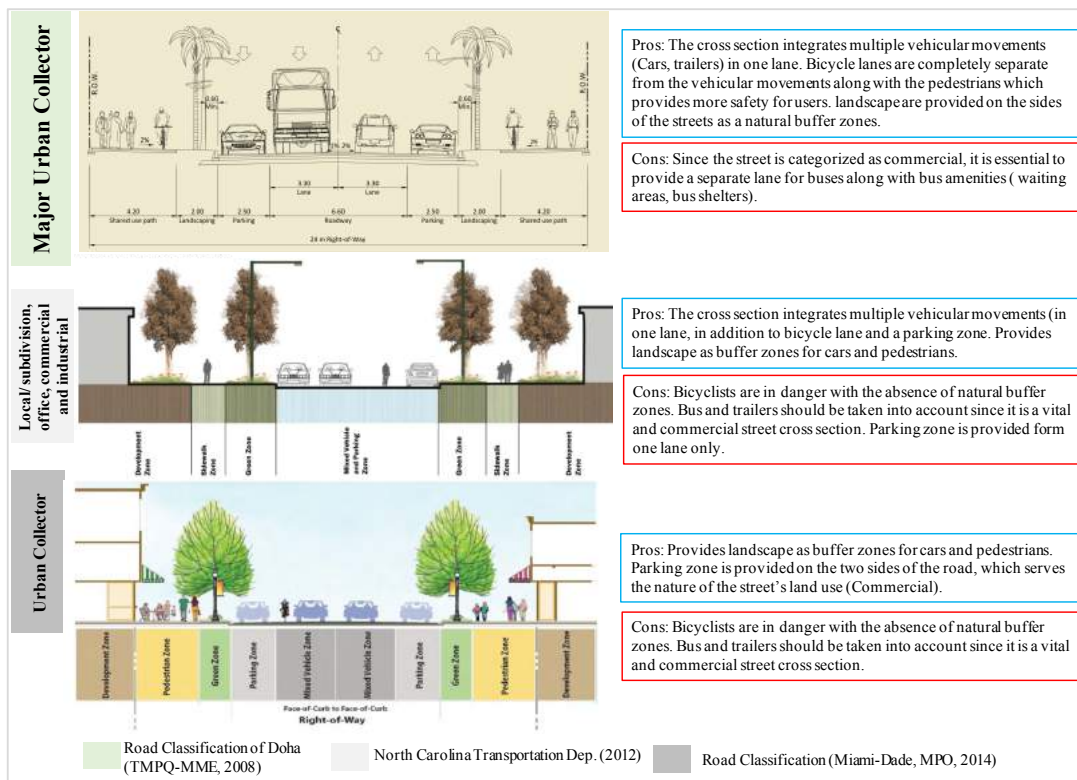 Major Urban Collector
℄
R.O.W.
R.O.W.
0.60
Min.
2.60
Min.
2%
2%
2%
3.30
Lane
3.30
Lane
4.20
Shared use path
2.00
Landscaping
2.50
Parking
6.60
Roadway
2.50
Parking
2.00
Landscaping
4.20
Shared use path
24 m Right-of-Way
Pros: The cross section integrates multiple vehicular movements
(Cars, trailers) in one lane. Bicycle lanes are completely separate
from the vehicular movements along with the pedestrians which
provides more safety for users. landscape are provided on the sides
of the streets as a natural buffer zones.
Cons: Since the street is categorized as commercial, it is essential to
provide a separate lane for buses along with bus amenities ( waiting
areas, bus shelters).
Local/ subdivision,
office, commercial
and industrial
Development
Zone
Sidewalk
Zone
Green Zone
Mixed Vehicle
and Parking
Zone
Green Zone
Sidewalk
Zone
Development
Zone
Pros: The cross section integrates multiple vehicular movements (in
one lane, in addition to bicycle lane and a parking zone. Provides
landscape as buffer zones for cars and pedestrians.
Cons: Bicyclists are in danger with the absence of natural buffer
zones. Bus and trailers should be taken into account since it is a vital
and commercial street cross section. Parking zone is provided form
one lane only.
Urban Collector
Development Zone
Pedestrian Zone
Green Zone
Parking Zone
Mixed Vehicle Zone
Mixed Vehicle Zone
Parking Zone
Green Zone
Pedestrian Zone
Development Zone
Face-of-Curb to Face-of-Curb
Right-of-Way
Pros: Provides landscape as buffer zones for cars and pedestrians.
Parking zone is provided on the two sides of the road, which serves
the nature of the street's land use (Commercial).
Cons: Bicyclists are in danger with the absence of natural buffer
zones. Bus and trailers should be taken into account since it is a vital
and commercial street cross section.
Road Classification of Doha
(TMPQ-MME, 2008)
North Carolina Transportation Dep. (2012)
Road Classification (Miami-Dade, MPO, 2014)